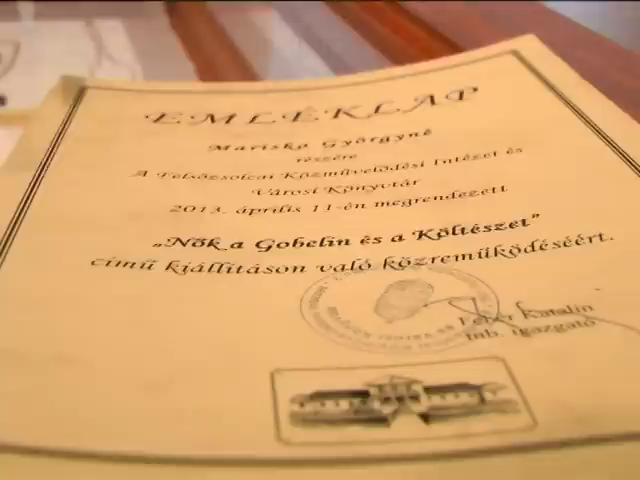 EMLÉKLAP
Mariska Györgyné
részére
A Felsőzsolcai Közművelődési Intézet és
Városi Könyvtár
2013. április 11-én megrendezett
„Nők a Gobelin és a Költészet”
című kiállításon való közreműködéséért.
Fehér Katalin
Int. igazgató